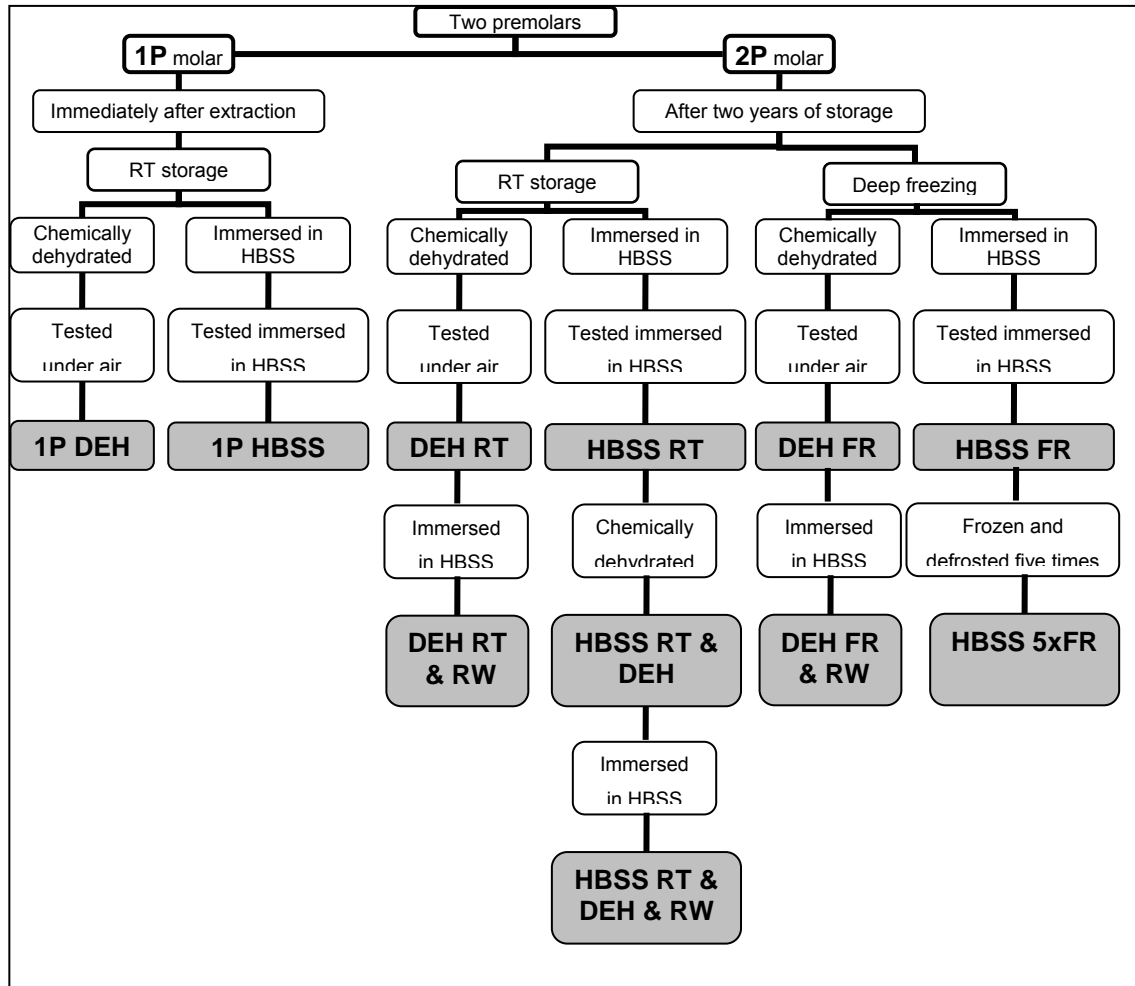 Two premolars
1P molar
2P molar
Immediately after extraction
After two years of storage
RT storage
RT storage
Deep freezing
Chemically
dehydrated
Immersed in
HBSS
Chemically
dehydrated
Immersed in
HBSS
Chemically
dehydrated
Immersed in
HBSS
Tested
under air
Tested immersed
in HBSS
Tested
under air
Tested immersed
in HBSS
Tested
under air
Tested immersed
in HBSS
1P DEH
1P HBSS
DEH RT
HBSS RT
DEH FR
HBSS FR
Immersed
in HBSS
Chemically
dehydrated
Immersed
in HBSS
Frozen and
defrosted five times
DEH RT
& RW
HBSS RT &
DEH
DEH FR
& RW
HBSS 5xFR
Immersed
in HBSS
HBSS RT &
DEH & RW